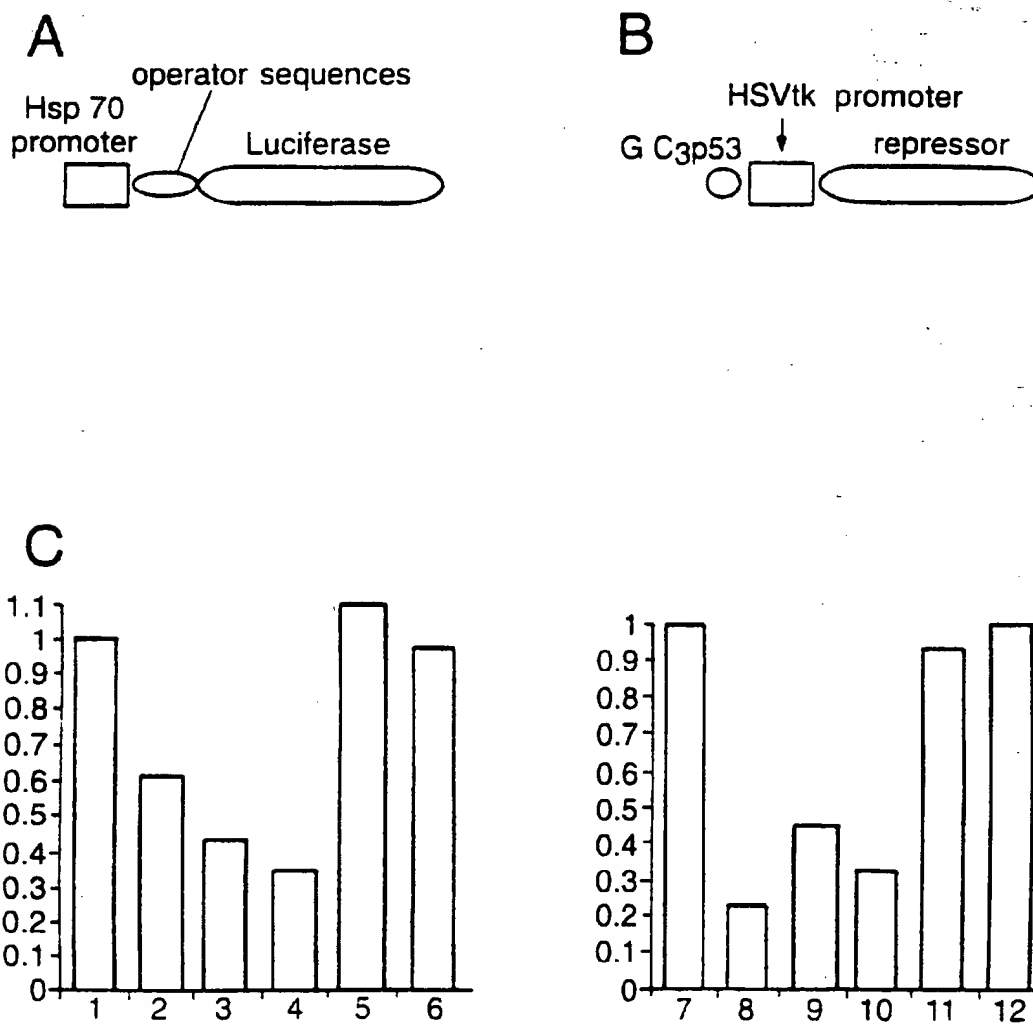 A
operator sequences
Hsp 70
promoter
Luciferase
B
HSVtk promoter
G C3p53
repressor
C
1.1
1
0.9
0.8
0.7
0.6
0.5
0.4
0.3
0.2
0.1
0
1 2 3 4 5 6
1
0.9
0.8
0.7
0.6
0.5
0.4
0.3
0.2
0.1
0
7 8 9 10 11 12